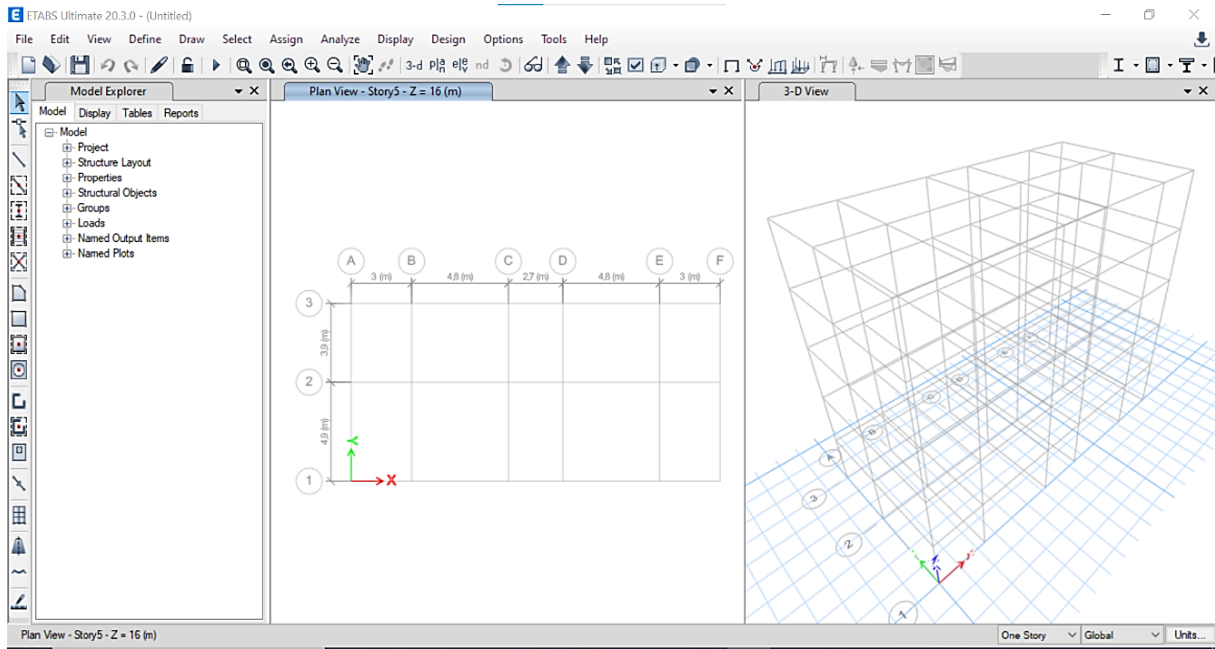 ETABS Ultimate 20.3.0 - (Untitled)
File Edit View Define Draw Select Assign Analyze Display Design Options Tools Help
3-d
nd
Model Explorer
Plan View - Story5 - Z = 16 (m)
3-D View
Model Display Tables Reports
Model
Project
Structure Layout
Properties
Structural Objects
Groups
Loads
Named Output Items
Named Plots
A B C D E F
3 (m) 4,8 (m) 2,7 (m) 4,8 (m) 3 (m)
3
3,9 (m)
2
4,9 (m)
Y
1
X
A
3
2
1
Plan View - Story5 - Z = 16 (m)
One Story Global Units...